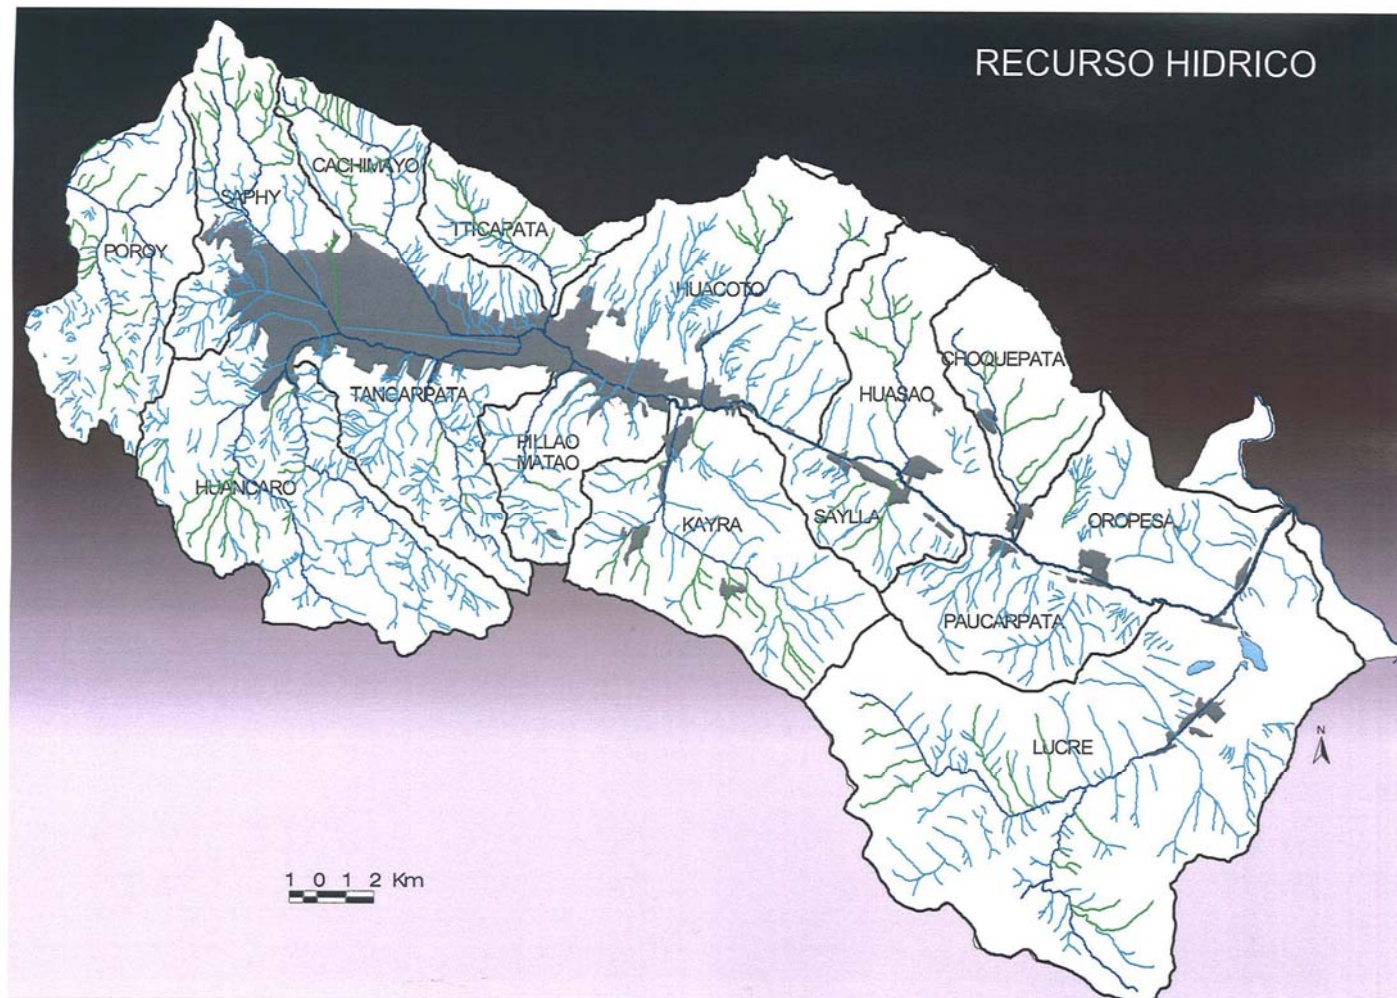 RECURSO HIDRICO
CACHIMAYO
SAPHY
TTICAPATA
POROY
HUACOTO
CHOQUEPATA
TANCARPATA
HUASAO
PILLAO
MATAO
HUANCARO
KAYRA
SAYLLA
OROPESA
PAUCARPATA
LUCRE
N
1 0 1 2 Km